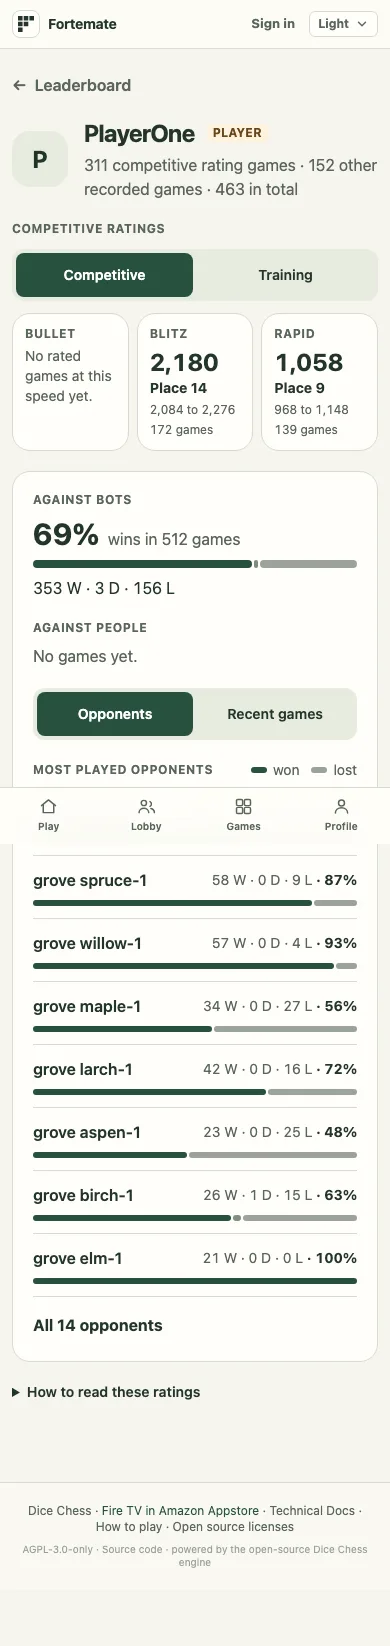 Fortemate
Sign in
Light
← Leaderboard
P
PlayerOne
PLAYER
311 competitive rating games · 152 other
recorded games · 463 in total
COMPETITIVE RATINGS
Competitive
Training
BULLET
No rated
games at this
speed yet.
BLITZ
2,180
Place 14
2,084 to 2,276
172 games
RAPID
1,058
Place 9
968 to 1,148
139 games
AGAINST BOTS
69% wins in 512 games
353 W · 3 D · 156 L
AGAINST PEOPLE
No games yet.
Opponents
Recent games
MOST PLAYED OPPONENTS
won
lost
Play
Lobby
Games
Profile
grove spruce-1 58 W · 0 D · 9 L · 87%
grove willow-1 57 W · 0 D · 4 L · 93%
grove maple-1 34 W · 0 D · 27 L · 56%
grove larch-1 42 W · 0 D · 16 L · 72%
grove aspen-1 23 W · 0 D · 25 L · 48%
grove birch-1 26 W · 1 D · 15 L · 63%
grove elm-1 21 W · 0 D · 0 L · 100%
All 14 opponents
How to read these ratings
Dice Chess · Fire TV in Amazon Appstore · Technical Docs ·
How to play · Open source licenses
AGPL-3.0-only · Source code · powered by the open-source Dice Chess
engine